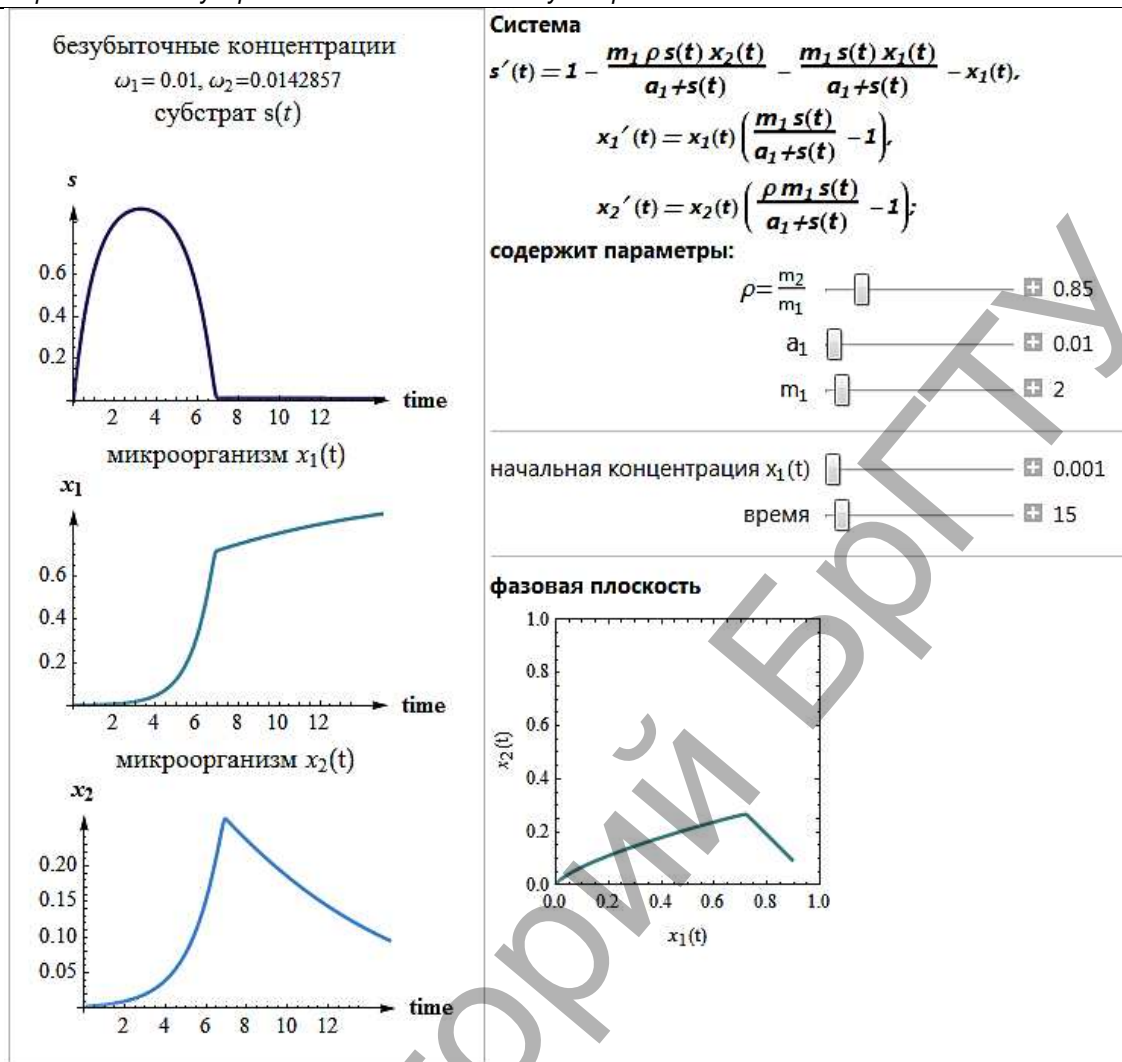 безубыточные концентрации
ω₁= 0.01, ω₂=0.0142857
субстрат s(t)
s
0.6
0.4
0.2
2 4 6 8 10 12
time
микроорганизм x₁(t)
x₁
0.6
0.4
0.2
2 4 6 8 10 12
time
микроорганизм x₂(t)
x₂
0.20
0.15
0.10
0.05
2 4 6 8 10 12
time
Система
s′(t) = 1 − m₁ ρ s(t) x₂(t) / a₁+s(t) − m₁ s(t) x₁(t) / a₁+s(t) − x₁(t),
x₁′(t) = x₁(t) ( m₁ s(t) / a₁+s(t) − 1 ),
x₂′(t) = x₂(t) ( ρ m₁ s(t) / a₁+s(t) − 1 );
содержит параметры:
ρ= m₂ / m₁ 0.85
a₁ 0.01
m₁ 2
начальная концентрация x₁(t) 0.001
время 15
фазовая плоскость
1.0
0.8
0.6
0.4
0.2
0.0
x₂(t)
0.0 0.2 0.4 0.6 0.8 1.0
x₁(t)
БрГТУ